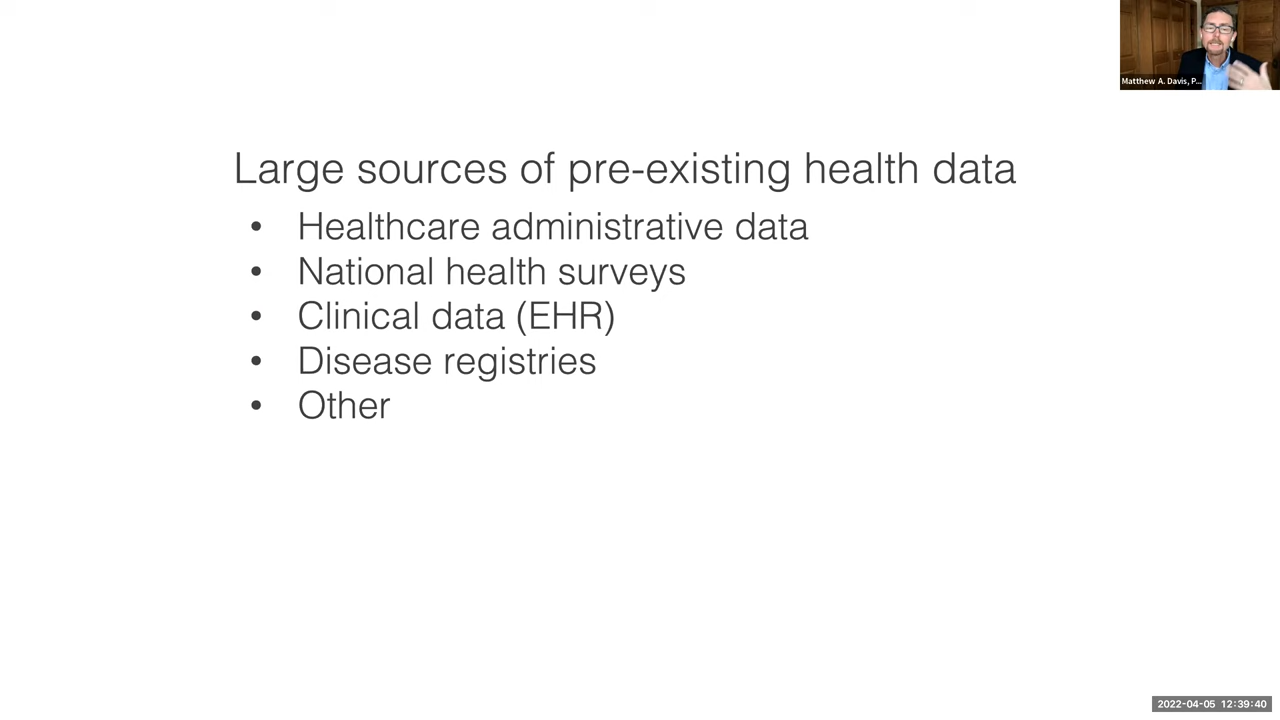 Matthew A. Davis, P...
Large sources of pre-existing health data
• Healthcare administrative data
• National health surveys
• Clinical data (EHR)
• Disease registries
• Other
2022-04-05 12:39:40